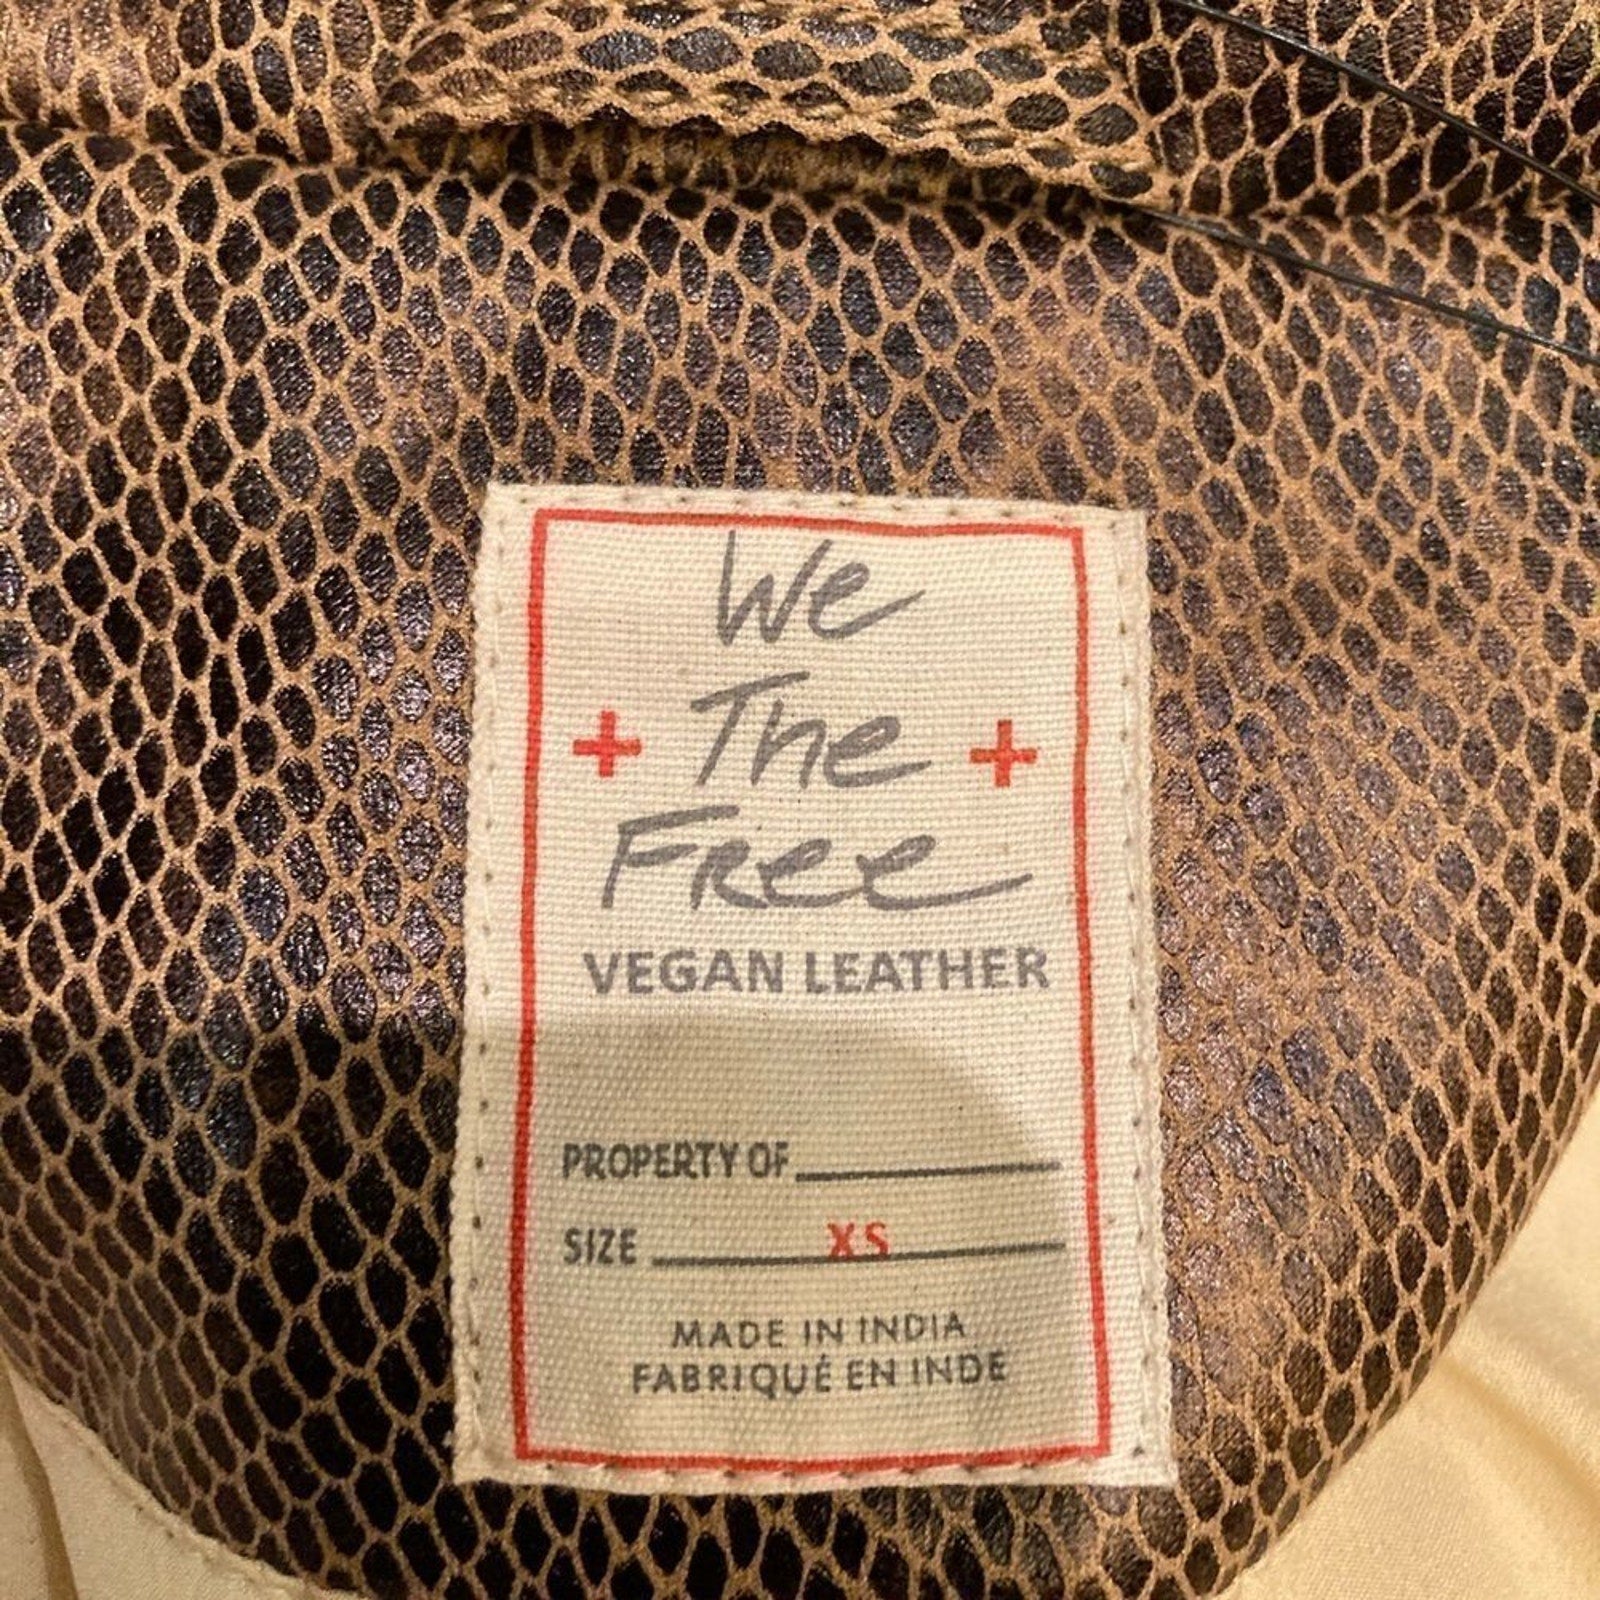 We
+ The +
Free
VEGAN LEATHER
PROPERTY OF
SIZE XS
MADE IN INDIA
FABRIQUÉ EN INDE